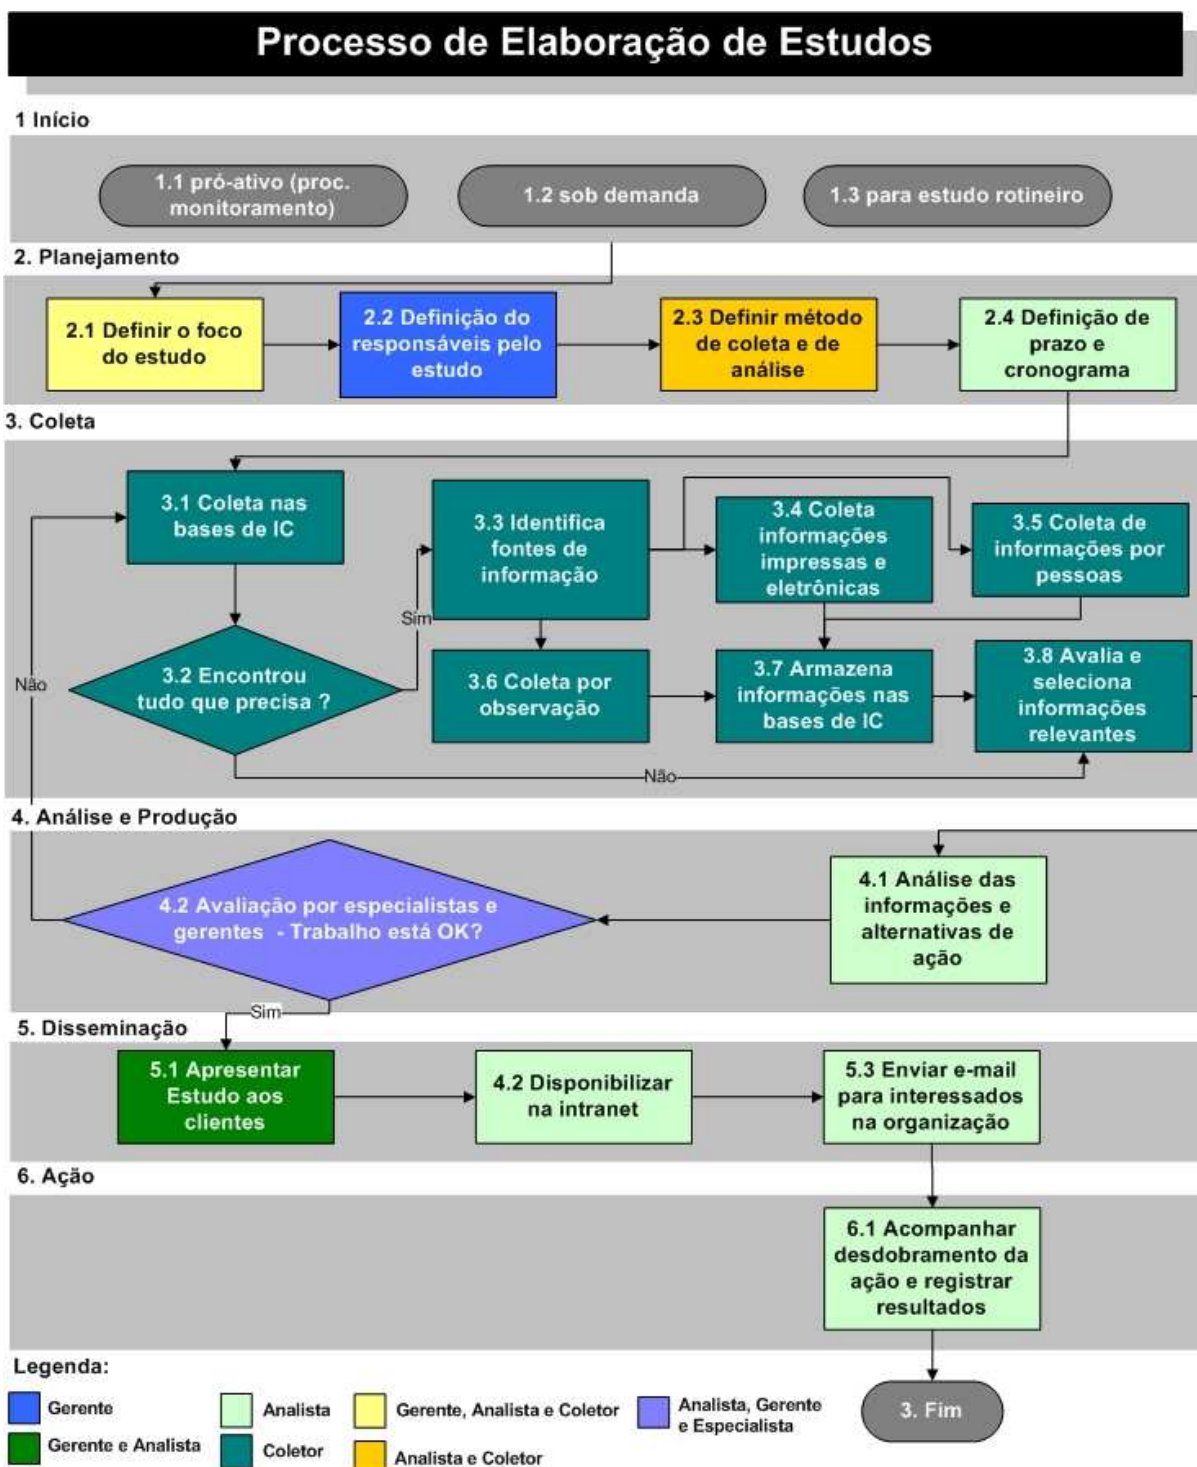 Processo de Elaboração de Estudos
1 Início
1.1 pró-ativo (proc.
monitoramento)
1.2 sob demanda
1.3 para estudo rotineiro
2. Planejamento
2.1 Definir o foco
do estudo
2.2 Definição do
responsáveis pelo
estudo
2.3 Definir método
de coleta e de
análise
2.4 Definição de
prazo e
cronograma
3. Coleta
3.1 Coleta nas
bases de IC
3.3 Identifica
fontes de
informação
3.4 Coleta
informações
impressas e
eletrônicas
3.5 Coleta de
informações por
pessoas
Sim
Não
3.2 Encontrou
tudo que precisa ?
3.6 Coleta por
observação
3.7 Armazena
informações nas
bases de IC
3.8 Avalia e
seleciona
informações
relevantes
Não
4. Análise e Produção
4.2 Avaliação por especialistas e
gerentes - Trabalho está OK?
4.1 Análise das
informações e
alternativas de
ação
Sim
5. Disseminação
5.1 Apresentar
Estudo aos
clientes
4.2 Disponibilizar
na intranet
5.3 Enviar e-mail
para interessados
na organização
6. Ação
6.1 Acompanhar
desdobramento da
ação e registrar
resultados
Legenda:
Gerente
Analista
Gerente, Analista e Coletor
Analista, Gerente
e Especialista
Gerente e Analista
Coletor
Analista e Coletor
3. Fim